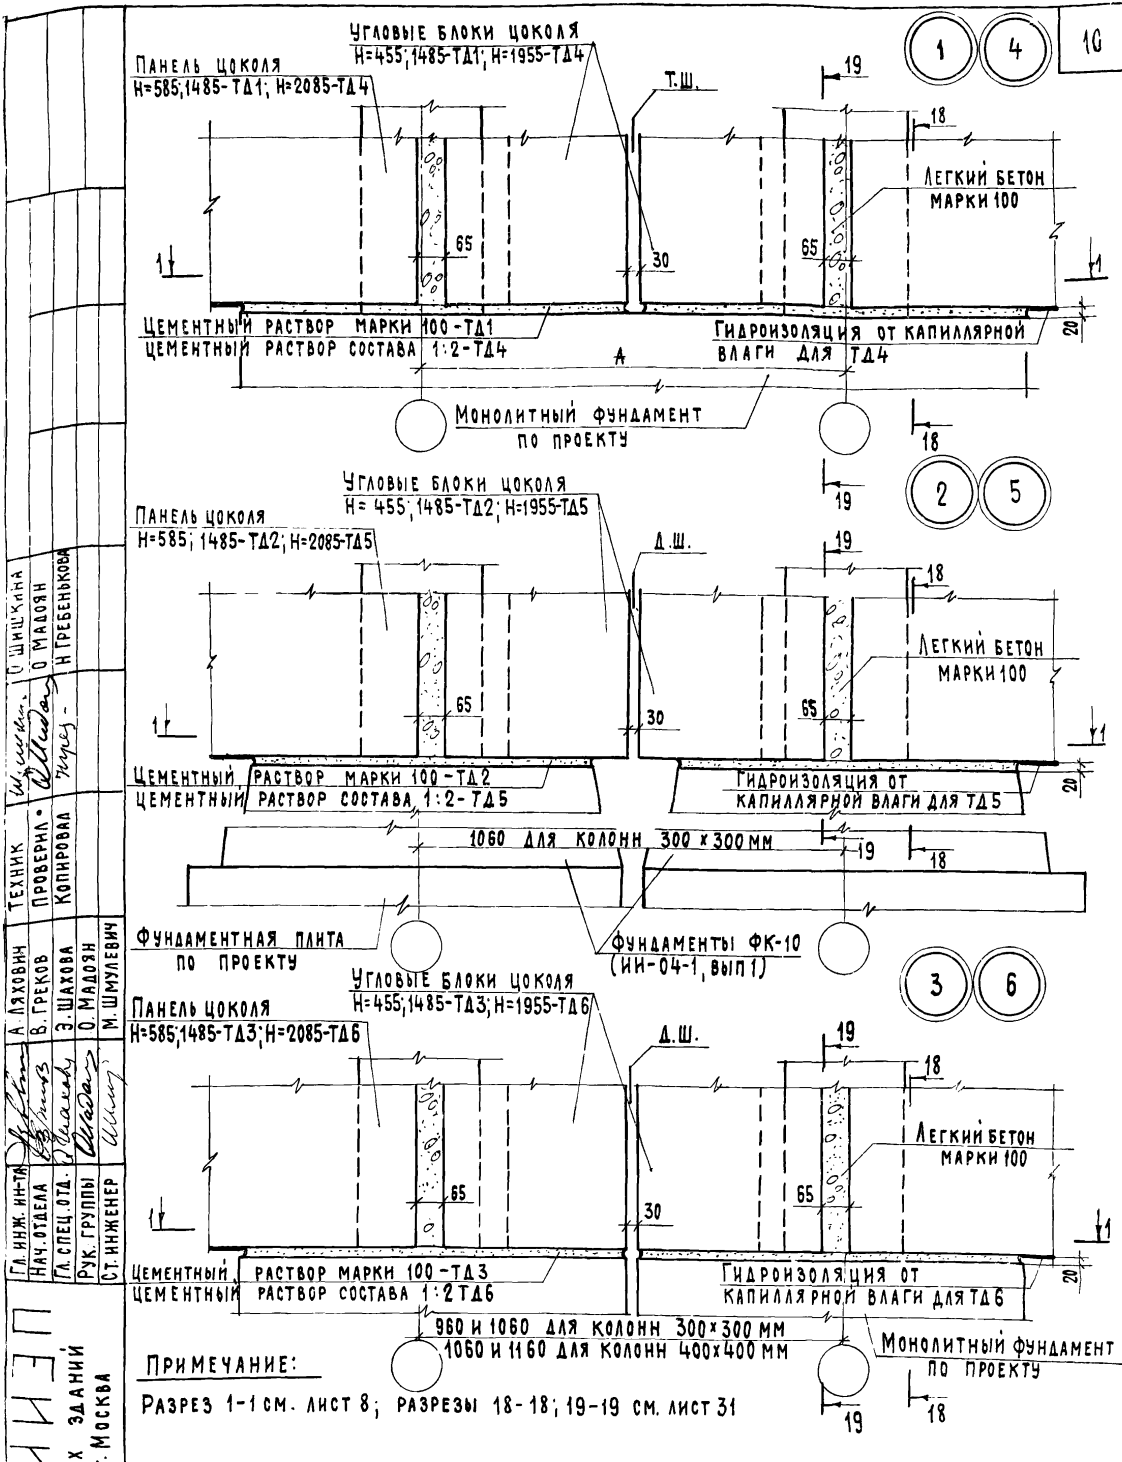 10
1
4
УГЛОВЫЕ БЛОКИ ЦОКОЛЯ
Н=455; 1485-ТД1; Н=1955-ТД4
ПАНЕЛЬ ЦОКОЛЯ
Н=585; 1485-ТД1; Н=2085-ТД4
Т.Ш.
19
18
ЛЕГКИЙ БЕТОН
МАРКИ 100
65
30
65
1
1
ЦЕМЕНТНЫЙ РАСТВОР МАРКИ 100-ТД1
ЦЕМЕНТНЫЙ РАСТВОР СОСТАВА 1:2-ТД4
ГИДРОИЗОЛЯЦИЯ ОТ КАПИЛЛЯРНОЙ
ВЛАГИ ДЛЯ ТД4
20
А
МОНОЛИТНЫЙ ФУНДАМЕНТ
ПО ПРОЕКТУ
18
19
2
5
УГЛОВЫЕ БЛОКИ ЦОКОЛЯ
Н=455; 1485-ТД2; Н=1955-ТД5
ПАНЕЛЬ ЦОКОЛЯ
Н=585; 1485-ТД2; Н=2085-ТД5
Д.Ш.
19
18
ЛЕГКИЙ БЕТОН
МАРКИ 100
65
30
65
1
1
ЦЕМЕНТНЫЙ РАСТВОР МАРКИ 100-ТД2
ЦЕМЕНТНЫЙ РАСТВОР СОСТАВА 1:2-ТД5
ГИДРОИЗОЛЯЦИЯ ОТ
КАПИЛЛЯРНОЙ ВЛАГИ ДЛЯ ТД5
20
1060 ДЛЯ КОЛОНН 300×300 ММ
19
18
ФУНДАМЕНТНАЯ ПЛИТА
ПО ПРОЕКТУ
ФУНДАМЕНТЫ ФК-10
(ИИ-04-1, ВЫП 1)
3
6
УГЛОВЫЕ БЛОКИ ЦОКОЛЯ
Н=455; 1485-ТД3; Н=1955-ТД6
ПАНЕЛЬ ЦОКОЛЯ
Н=585; 1485-ТД3; Н=2085-ТД6
Д.Ш.
19
18
ЛЕГКИЙ БЕТОН
МАРКИ 100
65
30
65
1
1
ЦЕМЕНТНЫЙ РАСТВОР МАРКИ 100-ТД3
ЦЕМЕНТНЫЙ РАСТВОР СОСТАВА 1:2 ТД6
ГИДРОИЗОЛЯЦИЯ ОТ
КАПИЛЛЯРНОЙ ВЛАГИ ДЛЯ ТД6
20
960 И 1060 ДЛЯ КОЛОНН 300×300 ММ
1060 И 1160 ДЛЯ КОЛОНН 400×400 ММ
МОНОЛИТНЫЙ ФУНДАМЕНТ
ПО ПРОЕКТУ
19
18
ПРИМЕЧАНИЕ:
РАЗРЕЗ 1-1 СМ. ЛИСТ 8; РАЗРЕЗЫ 18-18; 19-19 СМ. ЛИСТ 31
ГЛ. ИНЖ. ИН-ТА А. ЛЯХОВИЧ ТЕХНИК О ШИШКИНА
НАЧ. ОТДЕЛА В. ГРЕКОВ ПРОВЕРИЛ О МАДОЯН
ГЛ. СПЕЦ. ОТД. Э. ШАХОВА КОПИРОВАЛ Н ГРЕБЕНЬКОВА
РУК. ГРУППЫ О. МАДОЯН
СТ. ИНЖЕНЕР М. ШМУЛЕВИЧ
ИИЭП
Х ЗДАНИЙ
МОСКВА